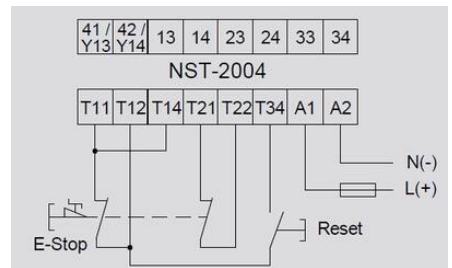 41 / 42 / 13 14 23 24 33 34
Y13 Y14
NST-2004
T11 T12 T14 T21 T22 T34 A1 A2
N(-)
L(+)
E-Stop
Reset